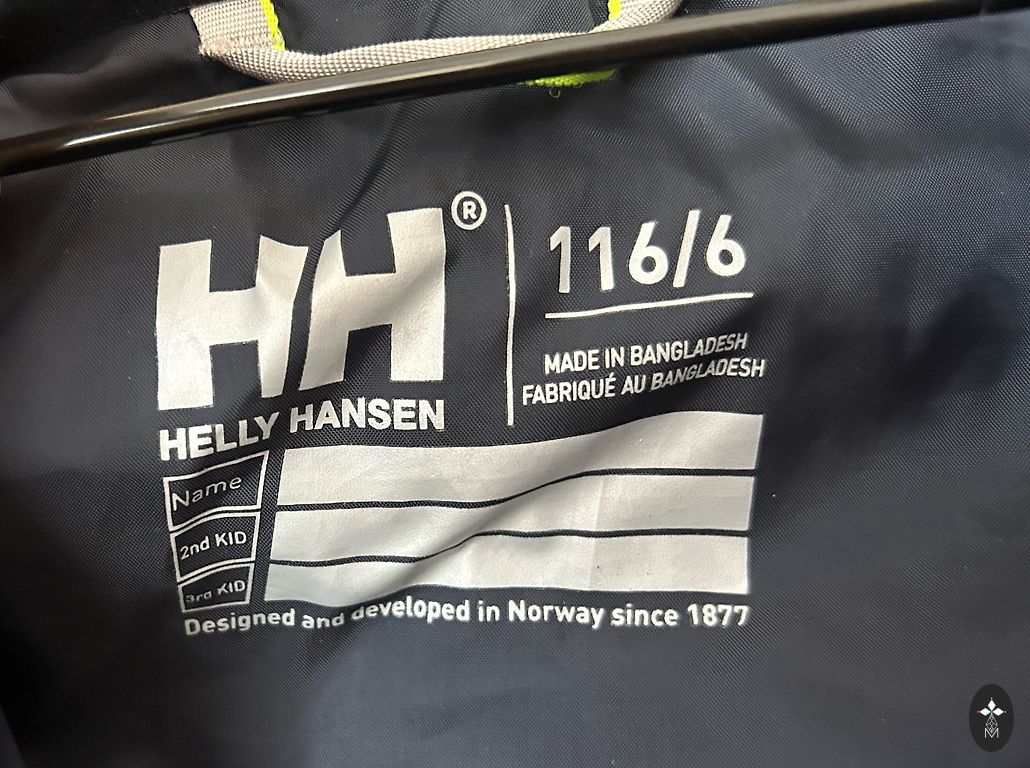 HH®
HELLY HANSEN
116/6
MADE IN BANGLADESH
FABRIQUÉ AU BANGLADESH
Name
2nd KID
3rd KID
Designed and developed in Norway since 1877
M